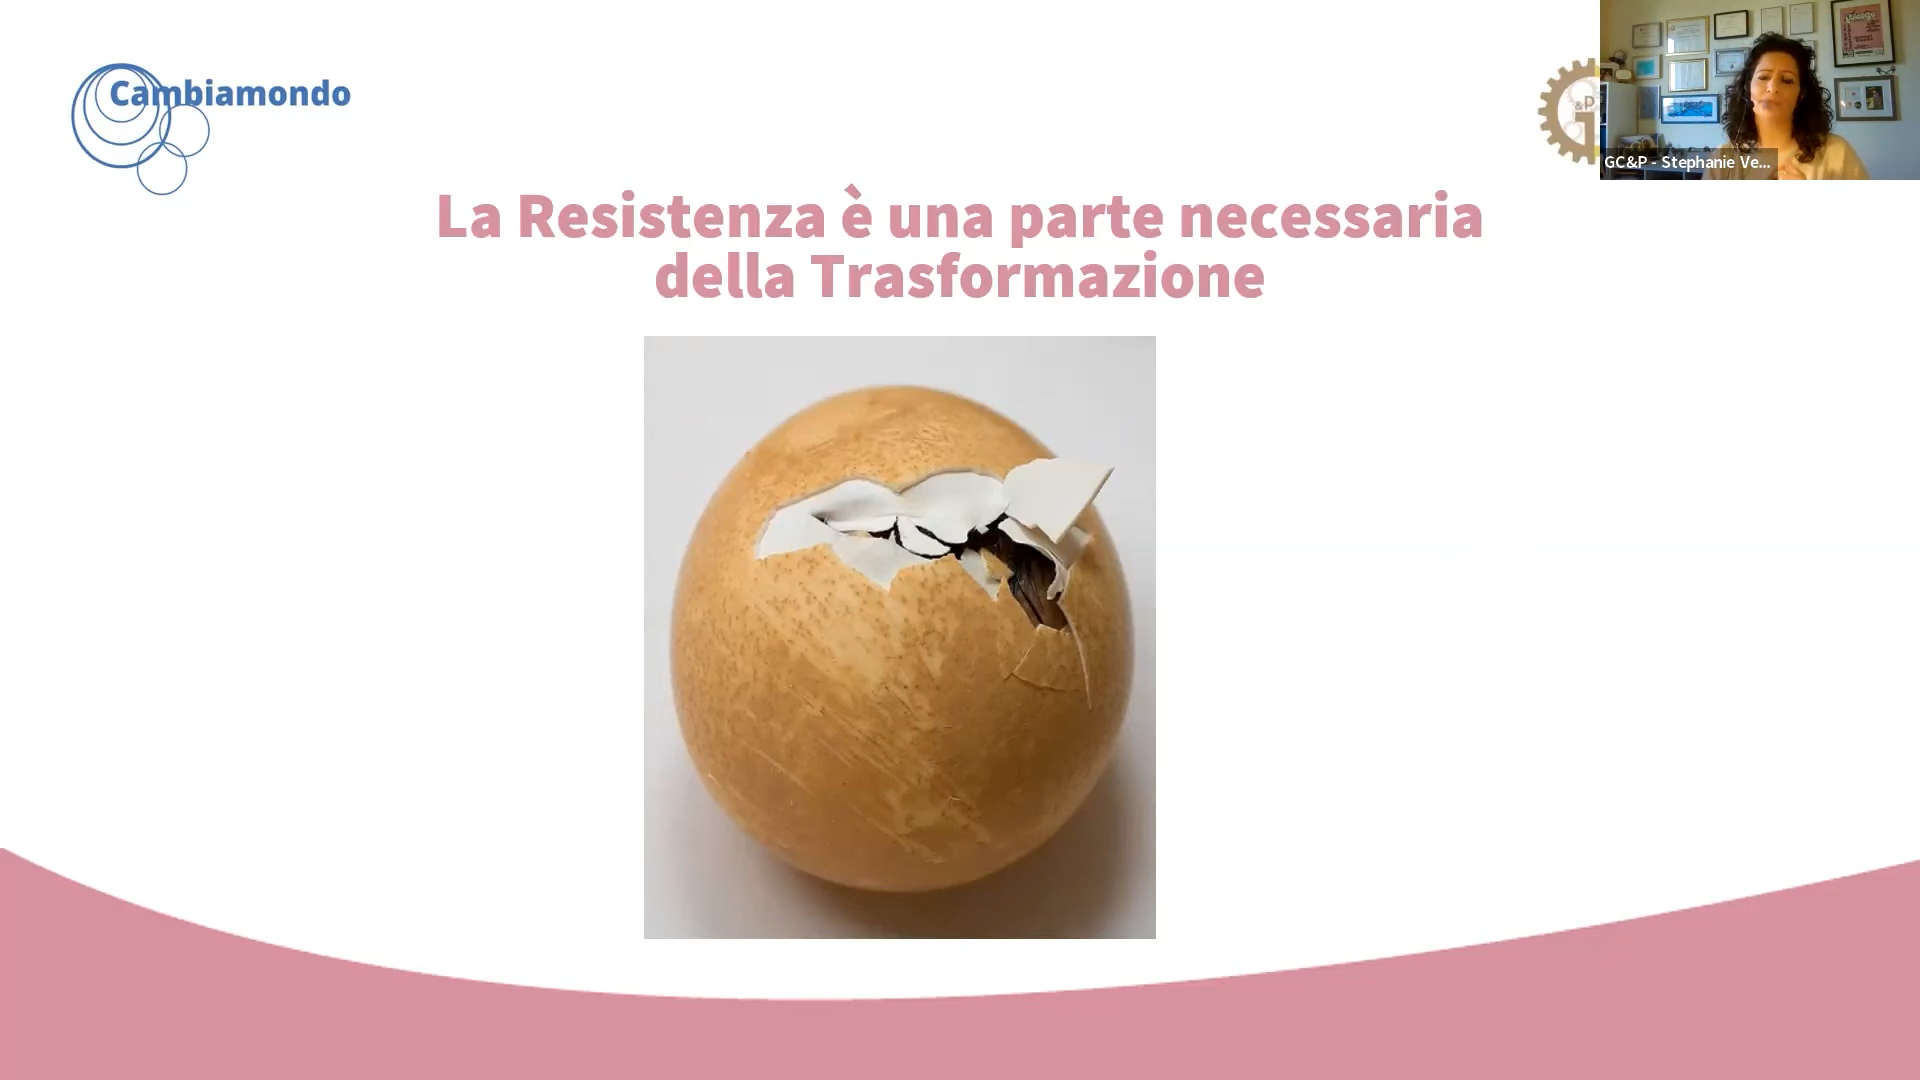 Cambiamondo
&P
GC&P - Stephanie Ve...
La Resistenza è una parte necessaria
della Trasformazione